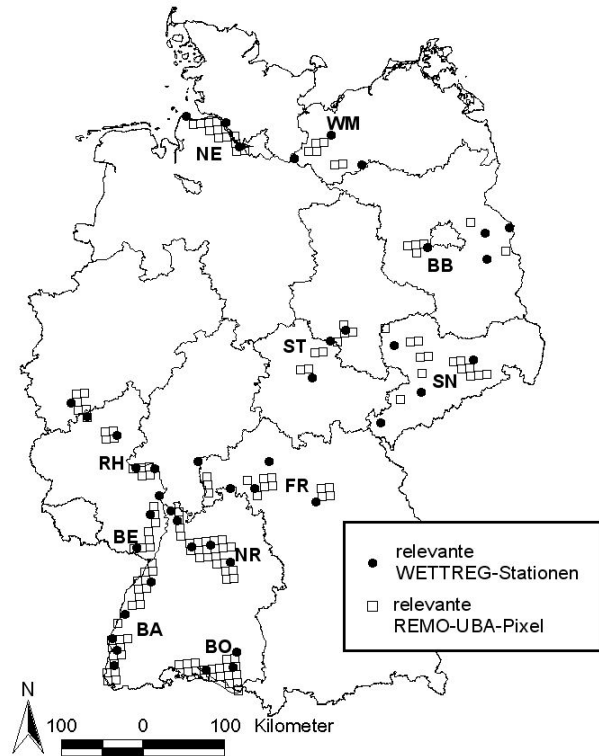 WM
NE
BB
ST
SN
RH
FR
BE
NR
BA
BO
relevante
WETTREG-Stationen
relevante
REMO-UBA-Pixel
N
100 0 100 Kilometer